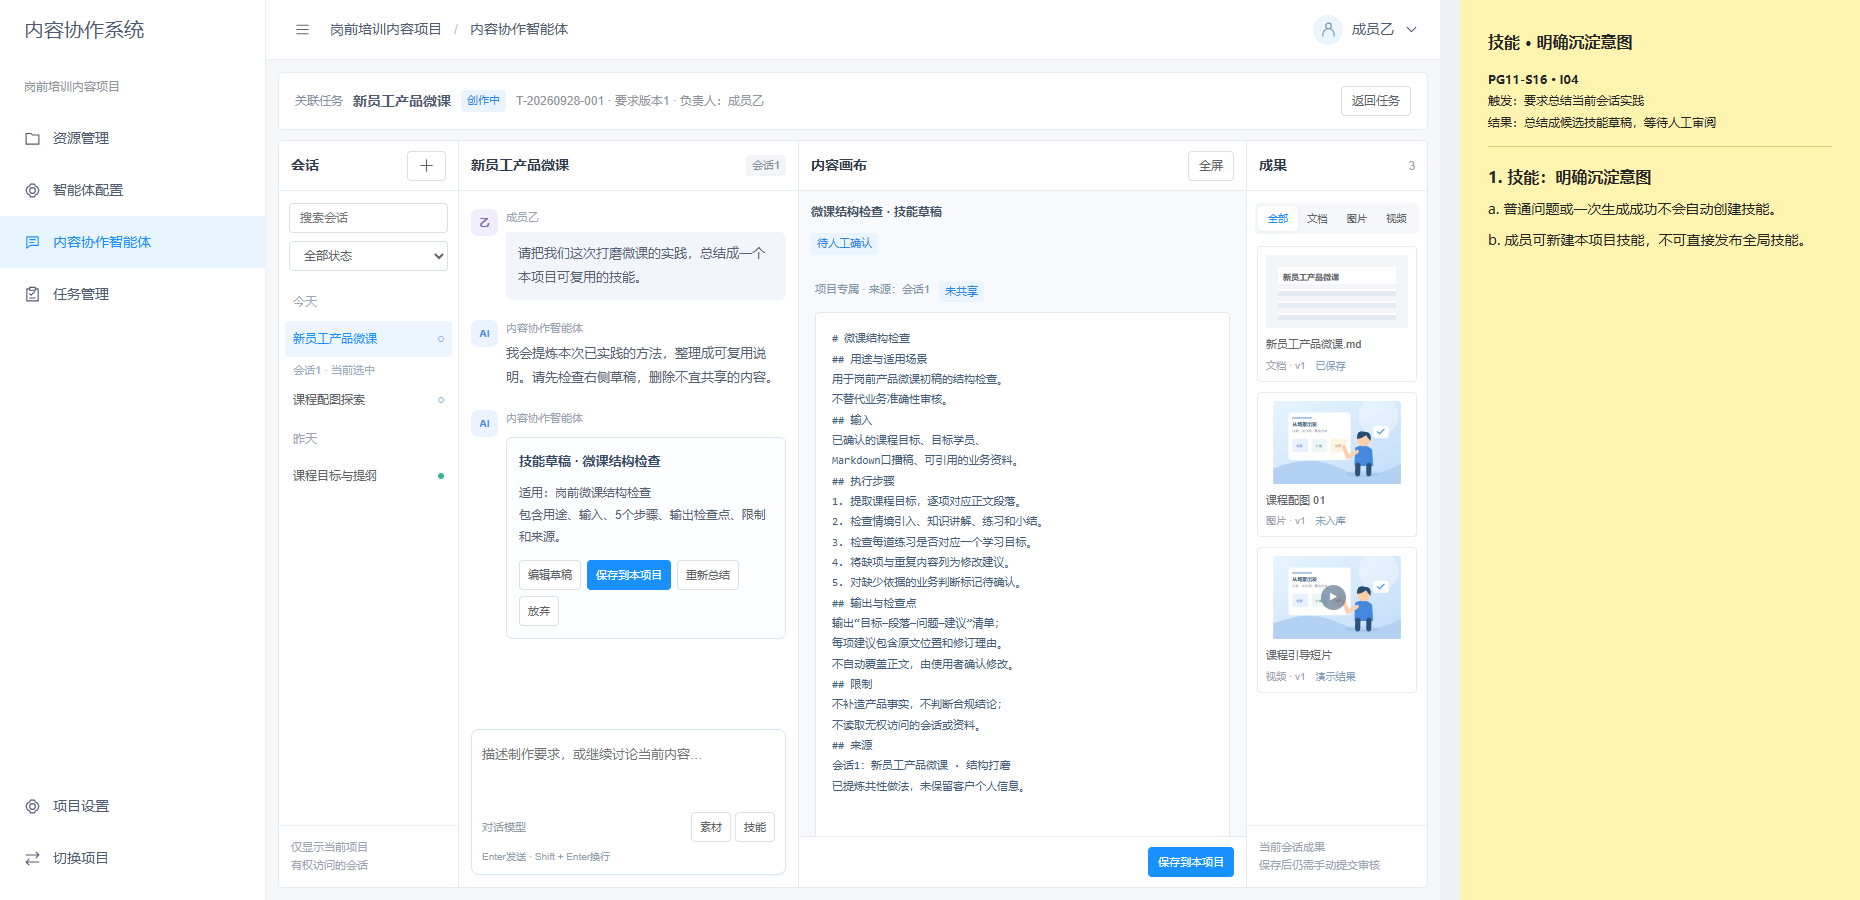 内容协作系统
岗前培训内容项目
资源管理
智能体配置
内容协作智能体
任务管理
项目设置
切换项目
岗前培训内容项目 / 内容协作智能体
成员乙
关联任务 新员工产品微课 创作中 T-20260928-001 · 要求版本1 · 负责人：成员乙
返回任务
会话
搜索会话
全部状态
今天
新员工产品微课
会话1 · 当前选中
课程配图探索
昨天
课程目标与提纲
仅显示当前项目
有权访问的会话
新员工产品微课 会话1
乙 成员乙
请把我们这次打磨微课的实践，总结成一个
本项目可复用的技能。
AI 内容协作智能体
我会提炼本次已实践的方法，整理成可复用说
明。请先检查右侧草稿，删除不宜共享的内容。
AI 内容协作智能体
技能草稿 · 微课结构检查
适用：岗前微课结构检查
包含用途、输入、5个步骤、输出检查点、限制
和来源。
编辑草稿 保存到本项目 重新总结
放弃
描述制作要求，或继续讨论当前内容…
对话模型 素材 技能
Enter发送 · Shift + Enter换行
内容画布 全屏
微课结构检查 · 技能草稿
待人工确认
项目专属 · 来源：会话1 未共享
# 微课结构检查
## 用途与适用场景
用于岗前产品微课初稿的结构检查。
不替代业务准确性审核。
## 输入
已确认的课程目标、目标学员、
Markdown口播稿、可引用的业务资料。
## 执行步骤
1. 提取课程目标，逐项对应正文段落。
2. 检查情境引入、知识讲解、练习和小结。
3. 检查每道练习是否对应一个学习目标。
4. 将缺项与重复内容列为修改建议。
5. 对缺少依据的业务判断标记待确认。
## 输出与检查点
输出“目标—段落—问题—建议”清单；
每项建议包含原文位置和修订理由。
不自动覆盖正文，由使用者确认修改。
## 限制
不补造产品事实，不判断合规结论；
不读取无权访问的会话或资料。
## 来源
会话1：新员工产品微课 · 结构打磨
已提炼共性做法，未保留客户个人信息。
保存到本项目
成果 3
全部 文档 图片 视频
新员工产品微课
新员工产品微课.md
文档 · v1 已保存
从场景出发
课程配图 01
图片 · v1 未入库
从场景出发
课程引导短片
视频 · v1 演示结果
当前会话成果
保存后仍需手动提交审核
技能 • 明确沉淀意图
PG11-S16 • I04
触发：要求总结当前会话实践
结果：总结成候选技能草稿，等待人工审阅
1. 技能：明确沉淀意图
a. 普通问题或一次生成成功不会自动创建技能。
b. 成员可新建本项目技能，不可直接发布全局技能。